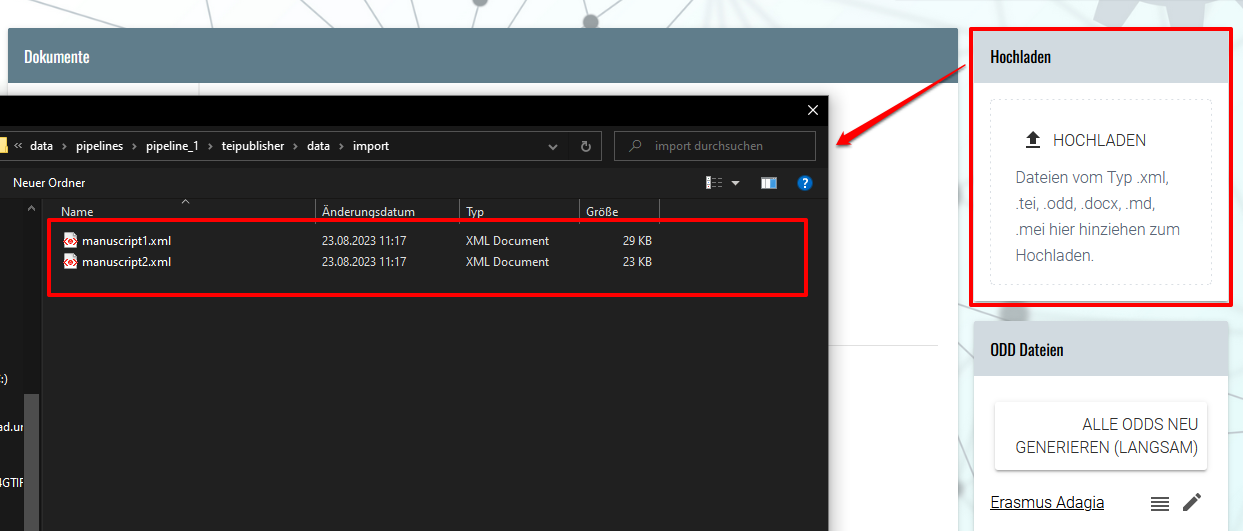 Dokumente
« data › pipelines › pipeline_1 › teipublisher › data › import
import durchsuchen
Neuer Ordner
Name Änderungsdatum Typ Größe
manuscript1.xml 23.08.2023 11:17 XML Document 29 KB
manuscript2.xml 23.08.2023 11:17 XML Document 23 KB
:)
ad.ur
4GTIF
Hochladen
HOCHLADEN
Dateien vom Typ .xml,
.tei, .odd, .docx, .md,
.mei hier hinziehen zum
Hochladen.
ODD Dateien
ALLE ODDS NEU
GENERIEREN (LANGSAM)
Erasmus Adagia